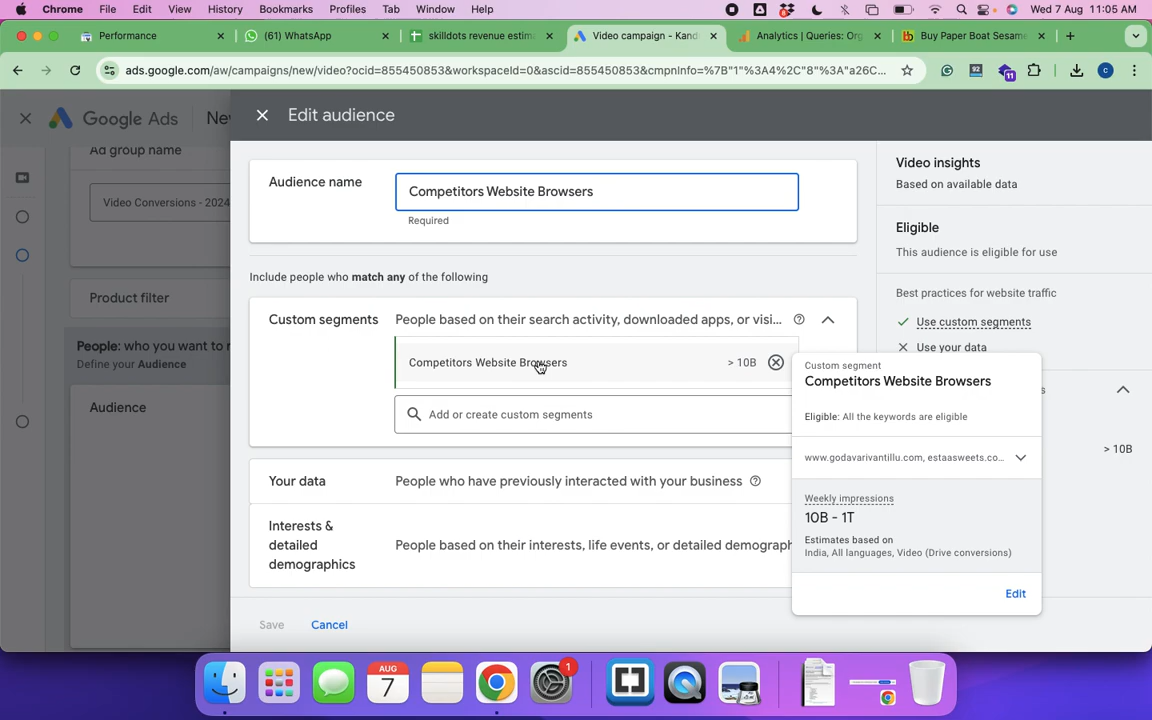 Chrome File Edit View History Bookmarks Profiles Tab Window Help Wed 7 Aug 11:05 AM
Performance (61) WhatsApp skilldots revenue estim Video campaign - Kand Analytics | Queries: Org Buy Paper Boat Sesame
ads.google.com/aw/campaigns/new/video?ocid=855450853&workspaceId=0&ascid=855450853&cmpnInfo=%7B"1"%3A4%2C"8"%3A"a26C...
92 11 C
Google Ads New
Edit audience
Ad group name
Video Conversions - 2024
Product filter
People: who you want to r
Define your Audience
Audience
Audience name
Competitors Website Browsers
Required
Include people who match any of the following
Custom segments
People based on their search activity, downloaded apps, or visi...
Competitors Website Browsers > 10B
Add or create custom segments
Your data
People who have previously interacted with your business
Interests &
detailed
demographics
People based on their interests, life events, or detailed demograph
Save Cancel
Video insights
Based on available data
Eligible
This audience is eligible for use
Best practices for website traffic
Use custom segments
Use your data
s
> 10B
Custom segment
Competitors Website Browsers
Eligible: All the keywords are eligible
www.godavarivantillu.com, estaasweets.co...
Weekly impressions
10B - 1T
Estimates based on
India, All languages, Video (Drive conversions)
Edit
AUG
7
1